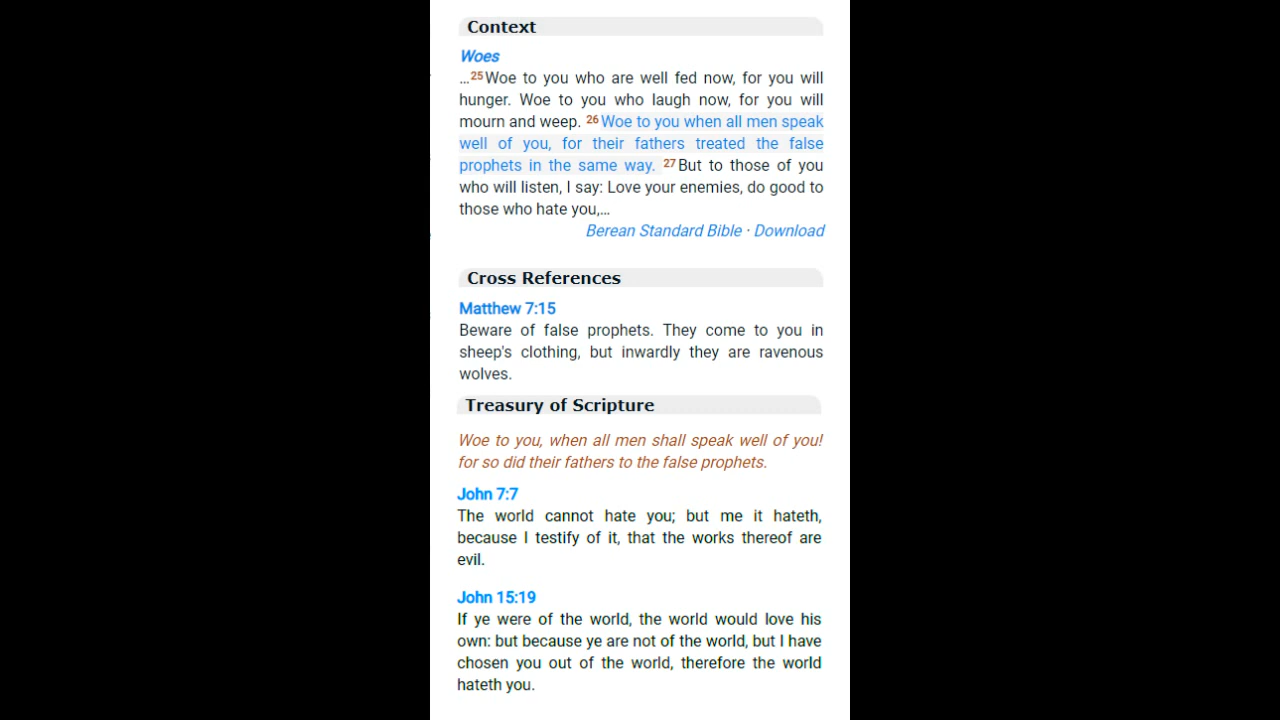 Context
Woes
...25Woe to you who are well fed now, for you will
hunger. Woe to you who laugh now, for you will
mourn and weep. 26Woe to you when all men speak
well of you, for their fathers treated the false
prophets in the same way. 27But to those of you
who will listen, I say: Love your enemies, do good to
those who hate you,...
Berean Standard Bible · Download
Cross References
Matthew 7:15
Beware of false prophets. They come to you in
sheep's clothing, but inwardly they are ravenous
wolves.
Treasury of Scripture
Woe to you, when all men shall speak well of you!
for so did their fathers to the false prophets.
John 7:7
The world cannot hate you; but me it hateth,
because I testify of it, that the works thereof are
evil.
John 15:19
If ye were of the world, the world would love his
own: but because ye are not of the world, but I have
chosen you out of the world, therefore the world
hateth you.